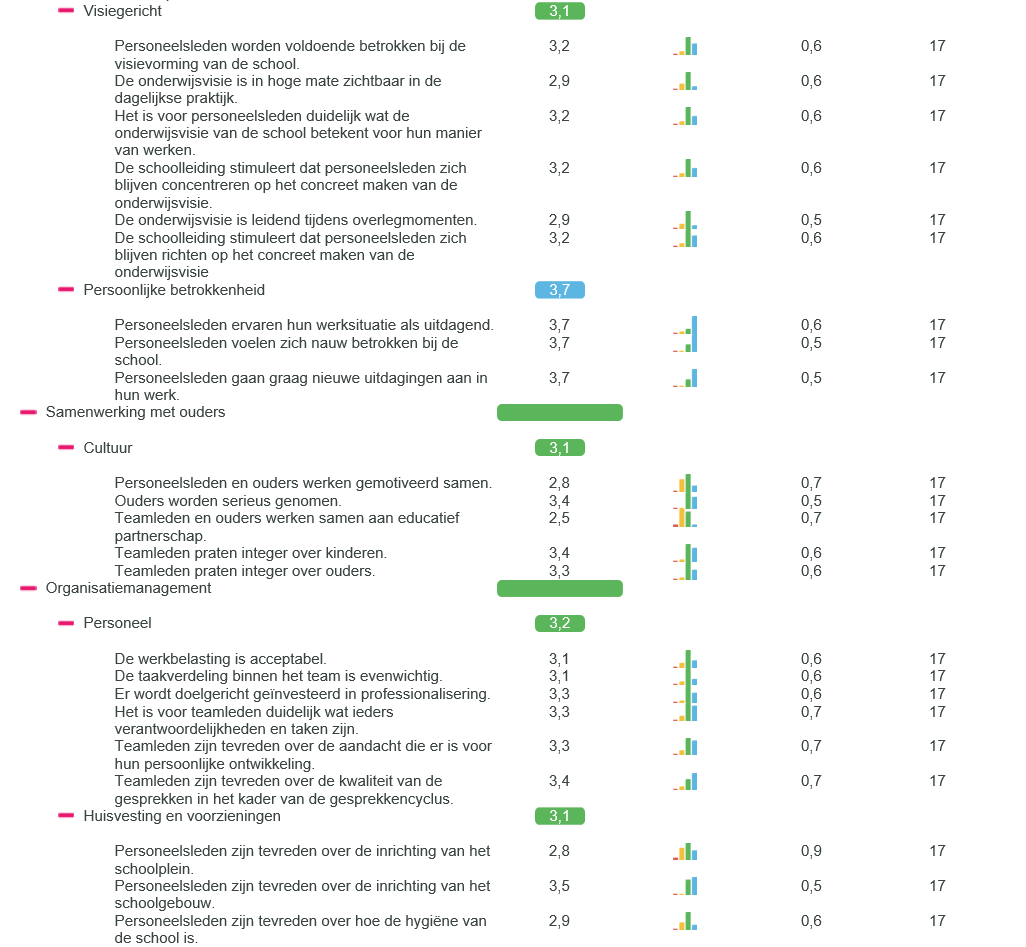 Visiegericht 3,1
Personeelsleden worden voldoende betrokken bij de 3,2 0,6 17
visievorming van de school.
De onderwijsvisie is in hoge mate zichtbaar in de 2,9 0,6 17
dagelijkse praktijk.
Het is voor personeelsleden duidelijk wat de 3,2 0,6 17
onderwijsvisie van de school betekent voor hun manier
van werken.
De schoolleiding stimuleert dat personeelsleden zich 3,2 0,6 17
blijven concentreren op het concreet maken van de
onderwijsvisie.
De onderwijsvisie is leidend tijdens overlegmomenten. 2,9 0,5 17
De schoolleiding stimuleert dat personeelsleden zich 3,2 0,6 17
blijven richten op het concreet maken van de
onderwijsvisie
Persoonlijke betrokkenheid 3,7
Personeelsleden ervaren hun werksituatie als uitdagend. 3,7 0,6 17
Personeelsleden voelen zich nauw betrokken bij de 3,7 0,5 17
school.
Personeelsleden gaan graag nieuwe uitdagingen aan in 3,7 0,5 17
hun werk.
Samenwerking met ouders
Cultuur 3,1
Personeelsleden en ouders werken gemotiveerd samen. 2,8 0,7 17
Ouders worden serieus genomen. 3,4 0,5 17
Teamleden en ouders werken samen aan educatief 2,5 0,7 17
partnerschap.
Teamleden praten integer over kinderen. 3,4 0,6 17
Teamleden praten integer over ouders. 3,3 0,6 17
Organisatiemanagement
Personeel 3,2
De werkbelasting is acceptabel. 3,1 0,6 17
De taakverdeling binnen het team is evenwichtig. 3,1 0,6 17
Er wordt doelgericht geïnvesteerd in professionalisering. 3,3 0,6 17
Het is voor teamleden duidelijk wat ieders 3,3 0,7 17
verantwoordelijkheden en taken zijn.
Teamleden zijn tevreden over de aandacht die er is voor 3,3 0,7 17
hun persoonlijke ontwikkeling.
Teamleden zijn tevreden over de kwaliteit van de 3,4 0,7 17
gesprekken in het kader van de gesprekkencyclus.
Huisvesting en voorzieningen 3,1
Personeelsleden zijn tevreden over de inrichting van het 2,8 0,9 17
schoolplein.
Personeelsleden zijn tevreden over de inrichting van het 3,5 0,5 17
schoolgebouw.
Personeelsleden zijn tevreden over hoe de hygiëne van 2,9 0,6 17
de school is.